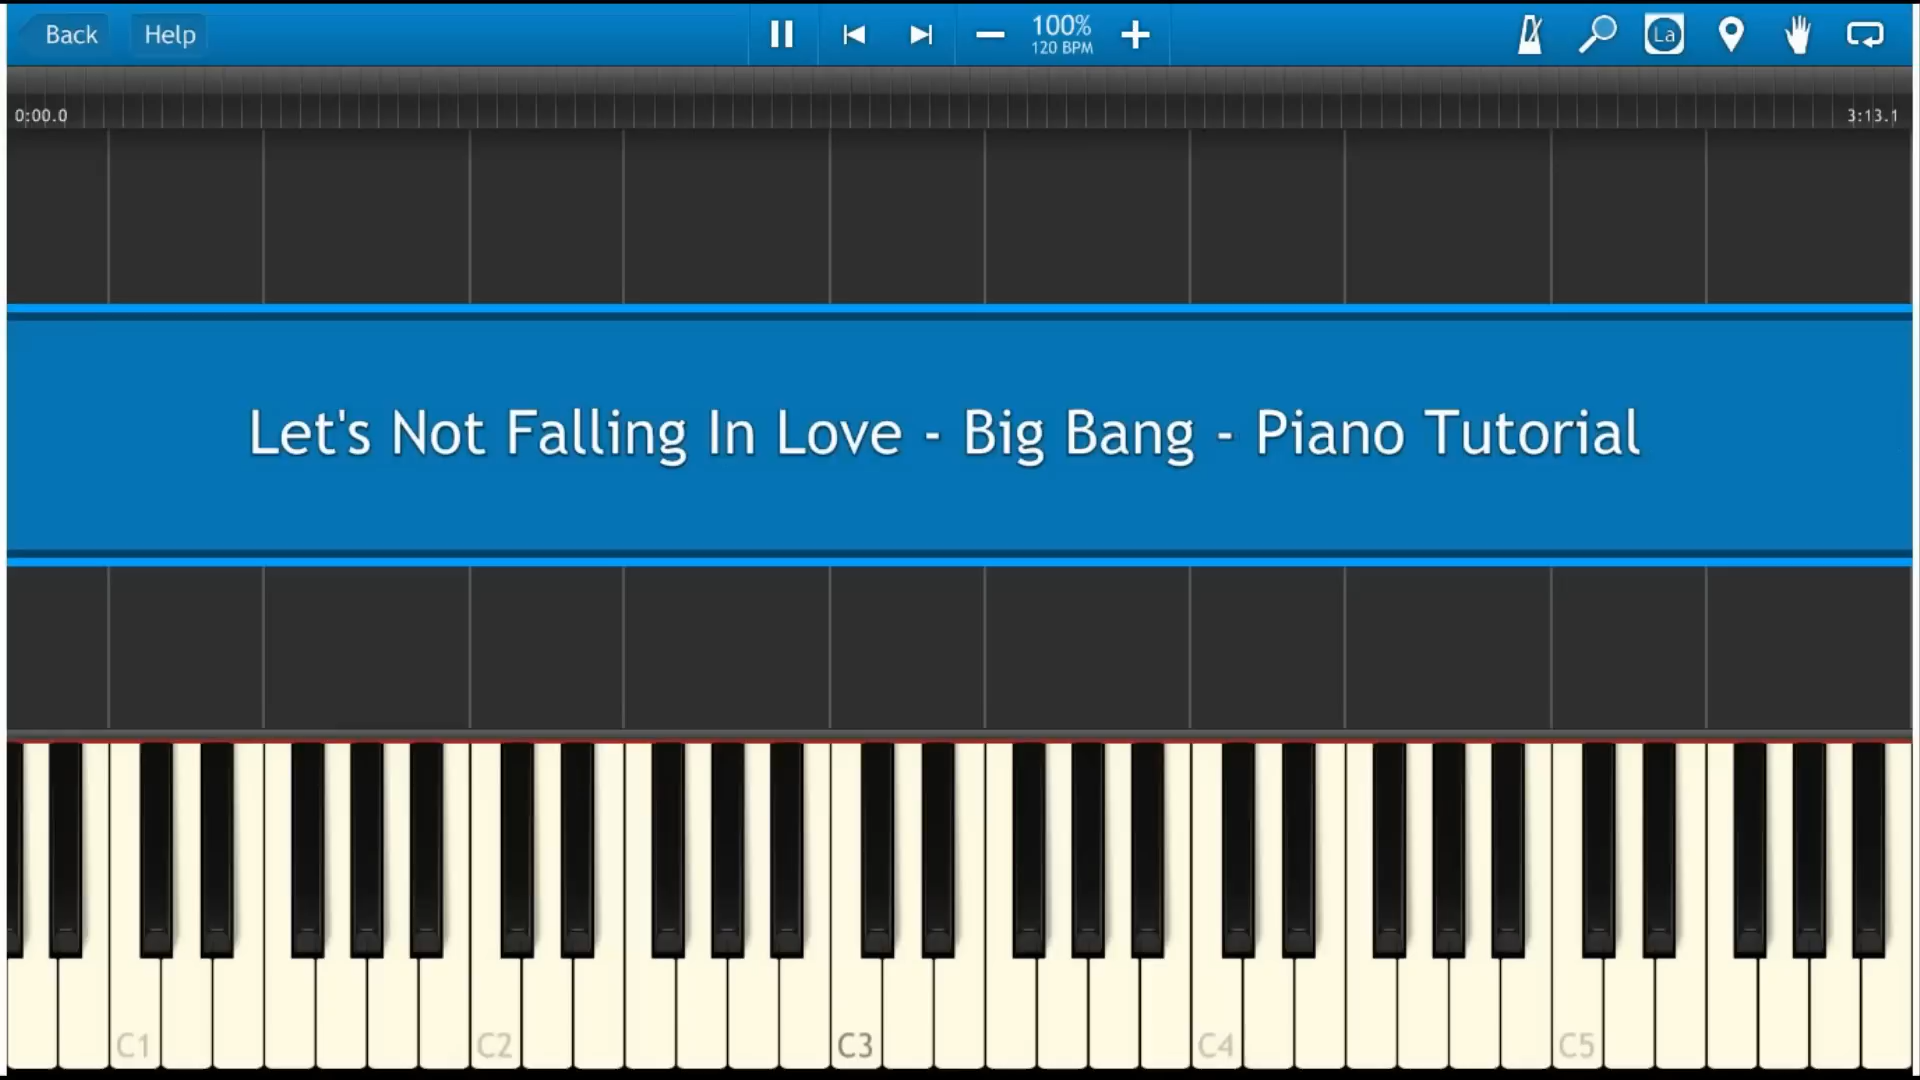 Back Help 100% La
120 BPM
0:00.0 3:13.1
Let's Not Falling In Love - Big Bang - Piano Tutorial
C1 C2 C3 C4 C5